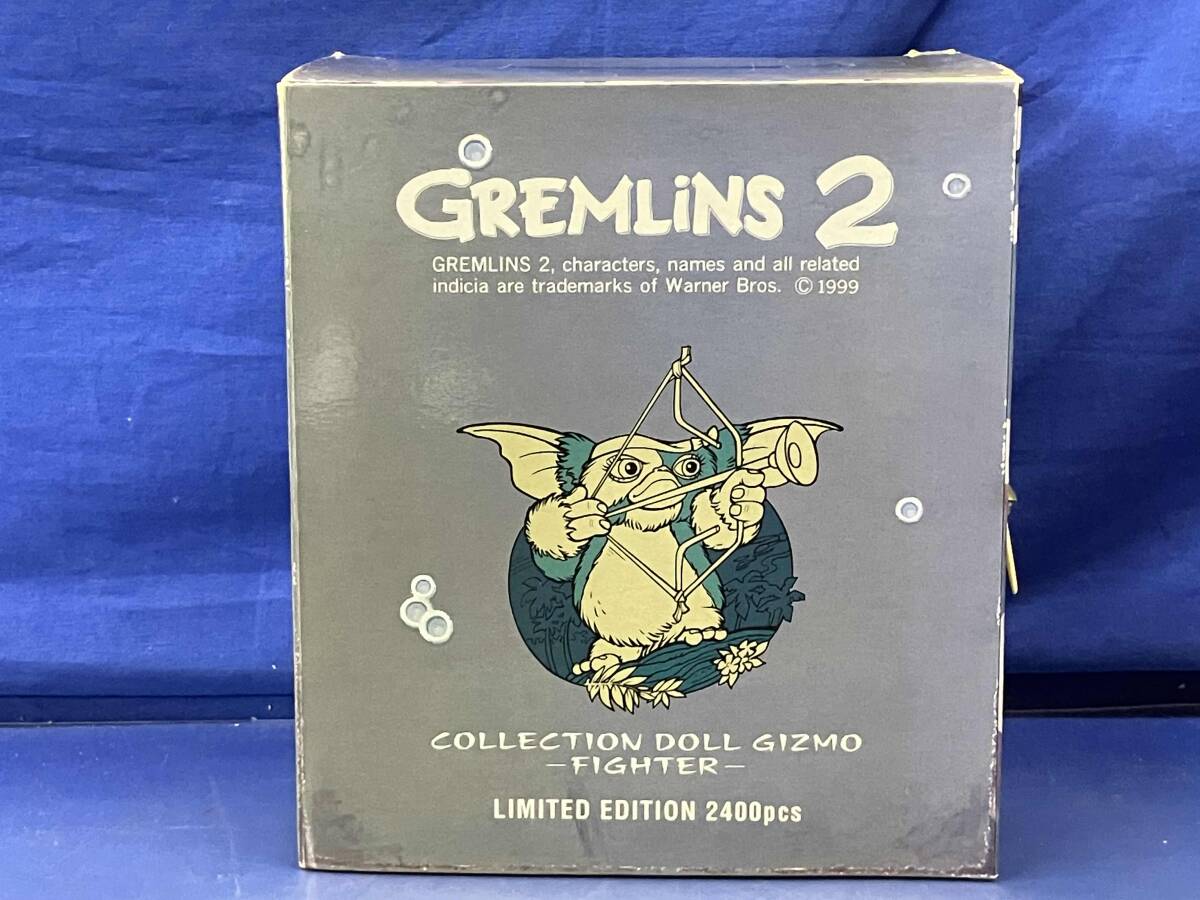 GREMLiNS 2
GREMLINS 2, characters, names and all related
indicia are trademarks of Warner Bros. © 1999
COLLECTION DOLL GIZMO
–FIGHTER–
LIMITED EDITION 2400pcs